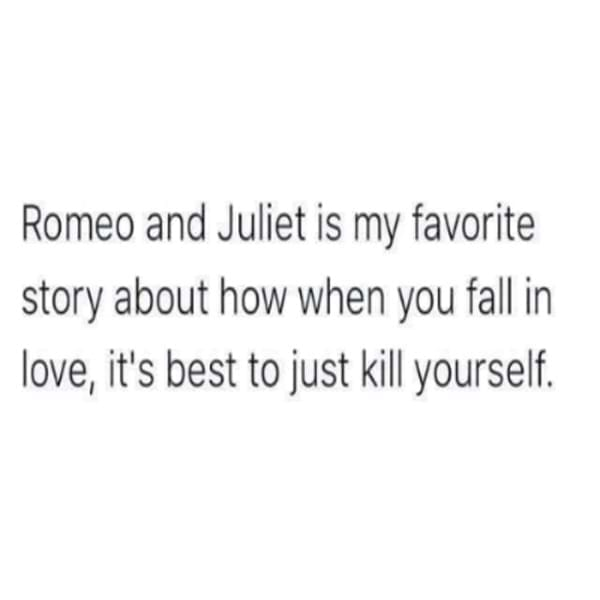 Romeo and Juliet is my favorite
story about how when you fall in
love, it's best to just kill yourself.